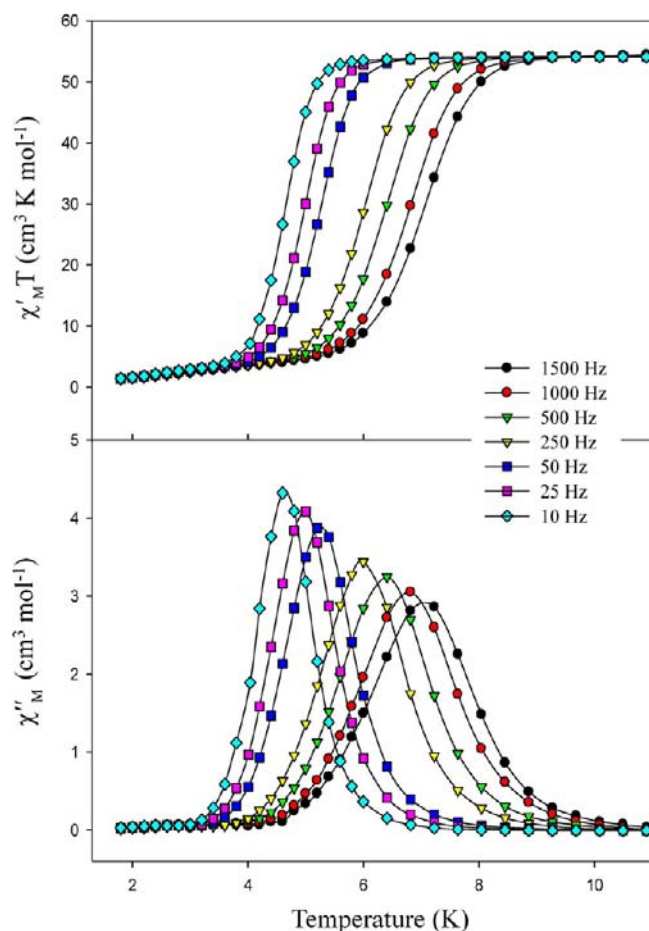 60
50
40
30
20
10
0
χ′M T (cm³ K mol⁻¹)
1500 Hz
1000 Hz
500 Hz
250 Hz
50 Hz
25 Hz
10 Hz
5
4
3
2
1
0
χ″M (cm³ mol⁻¹)
2 4 6 8 10
Temperature (K)